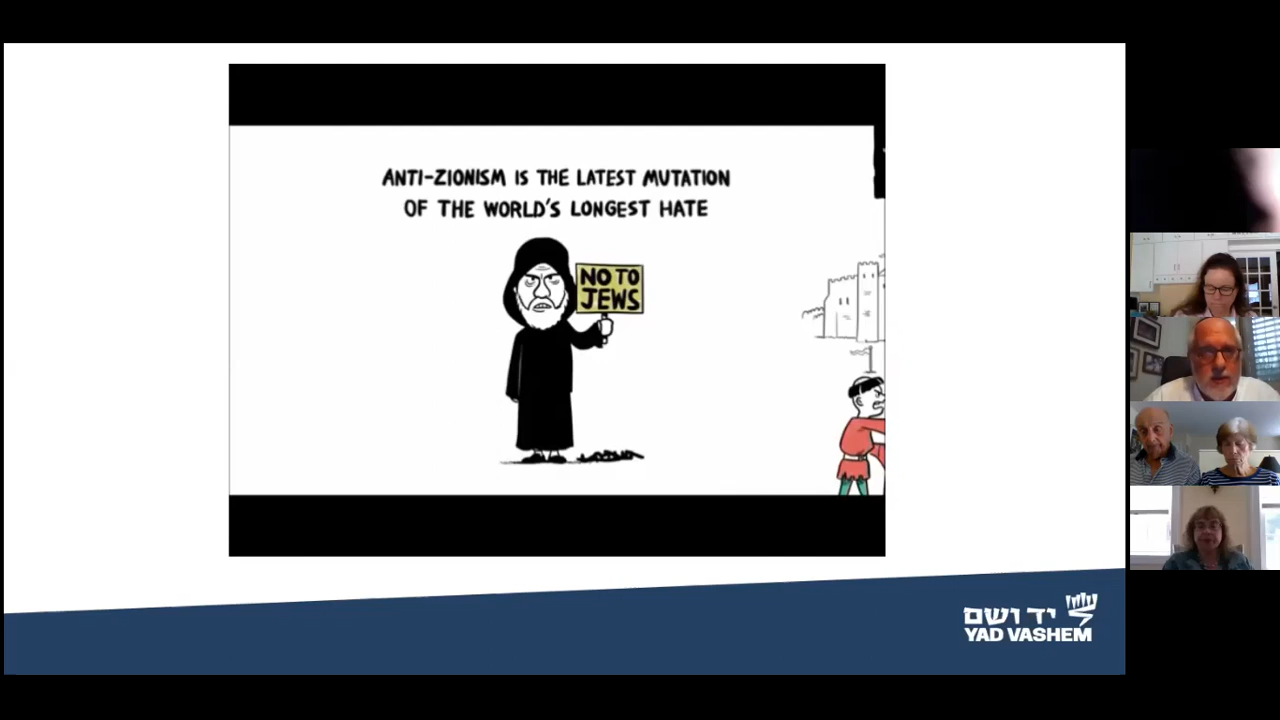 ANTI-ZIONISM IS THE LATEST MUTATION
OF THE WORLD'S LONGEST HATE
NO TO
JEWS
יד ושם
YAD VASHEM